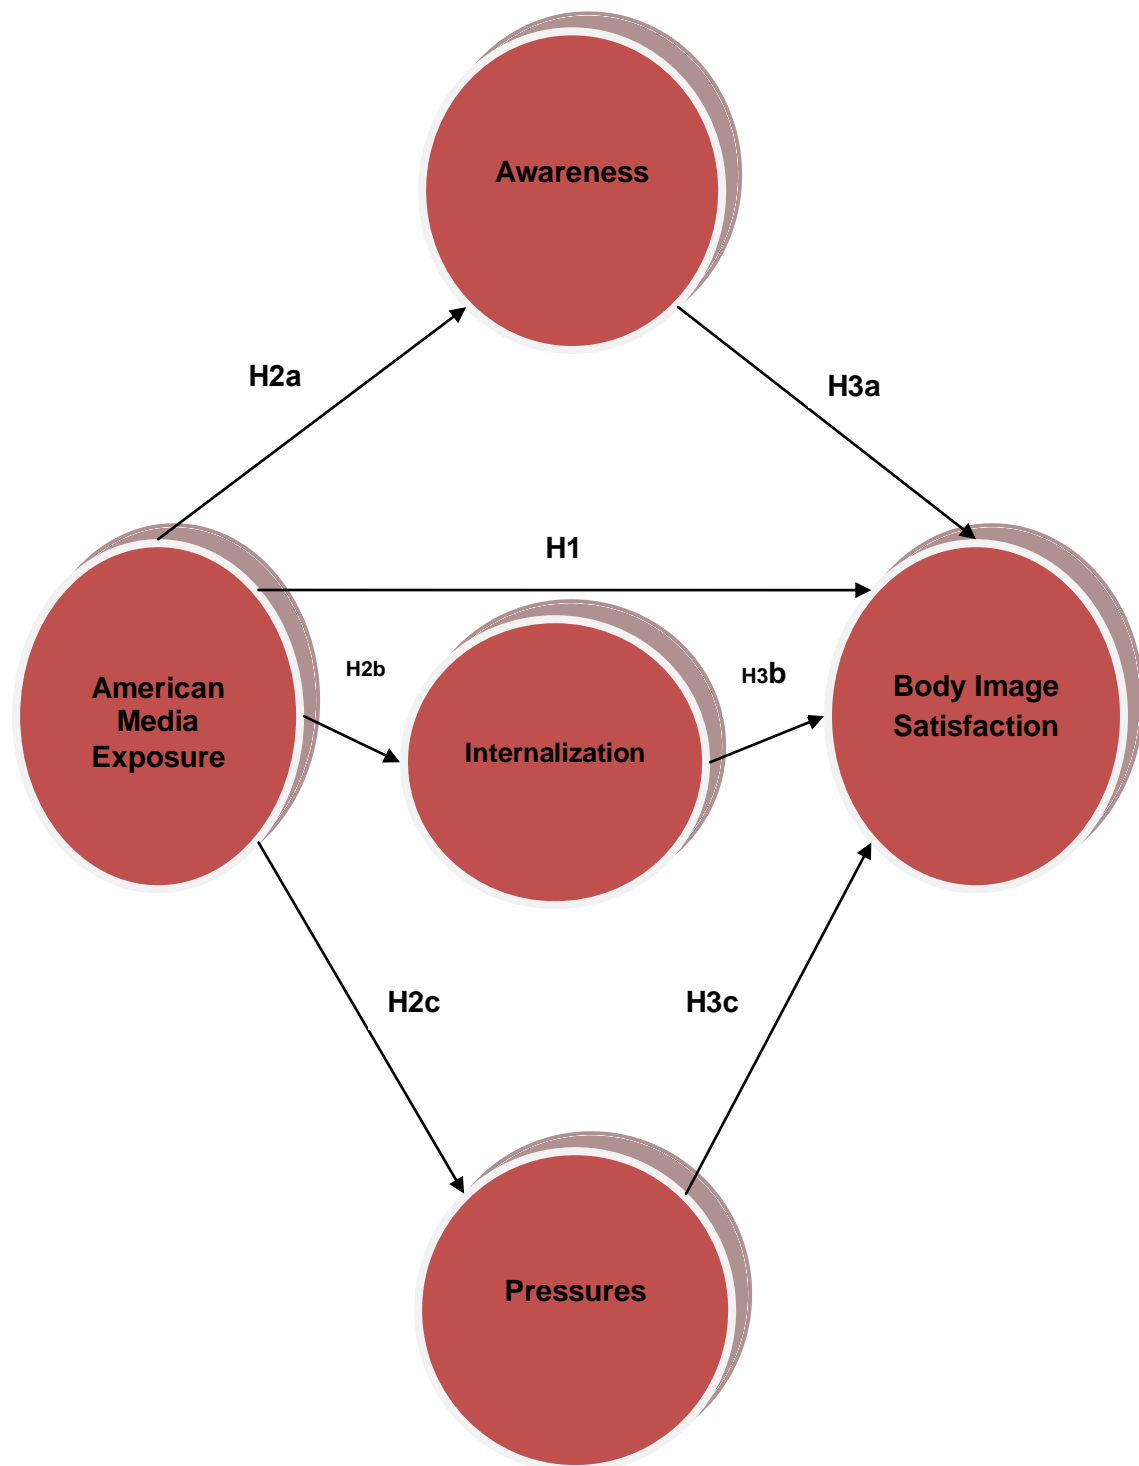 Awareness
H2a
H3a
H1
H2b
H3b
American
Media
Exposure
Internalization
Body Image
Satisfaction
H2c
H3c
Pressures